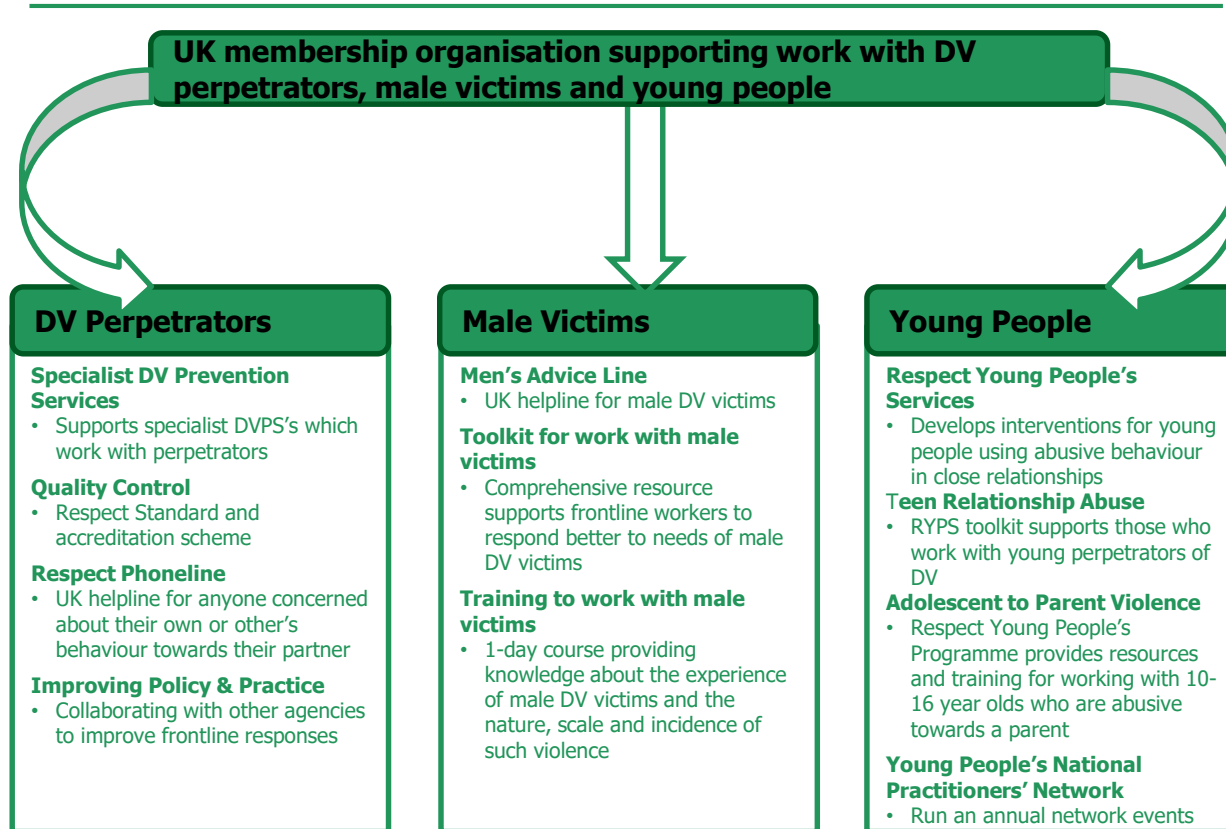 UK membership organisation supporting work with DV
perpetrators, male victims and young people
DV Perpetrators
Specialist DV Prevention
Services
• Supports specialist DVPS's which
work with perpetrators
Quality Control
• Respect Standard and
accreditation scheme
Respect Phoneline
• UK helpline for anyone concerned
about their own or other's
behaviour towards their partner
Improving Policy & Practice
• Collaborating with other agencies
to improve frontline responses
Male Victims
Men's Advice Line
• UK helpline for male DV victims
Toolkit for work with male
victims
• Comprehensive resource
supports frontline workers to
respond better to needs of male
DV victims
Training to work with male
victims
• 1-day course providing
knowledge about the experience
of male DV victims and the
nature, scale and incidence of
such violence
Young People
Respect Young People's
Services
• Develops interventions for young
people using abusive behaviour
in close relationships
Teen Relationship Abuse
• RYPS toolkit supports those who
work with young perpetrators of
DV
Adolescent to Parent Violence
• Respect Young People's
Programme provides resources
and training for working with 10-
16 year olds who are abusive
towards a parent
Young People's National
Practitioners' Network
• Run an annual network events